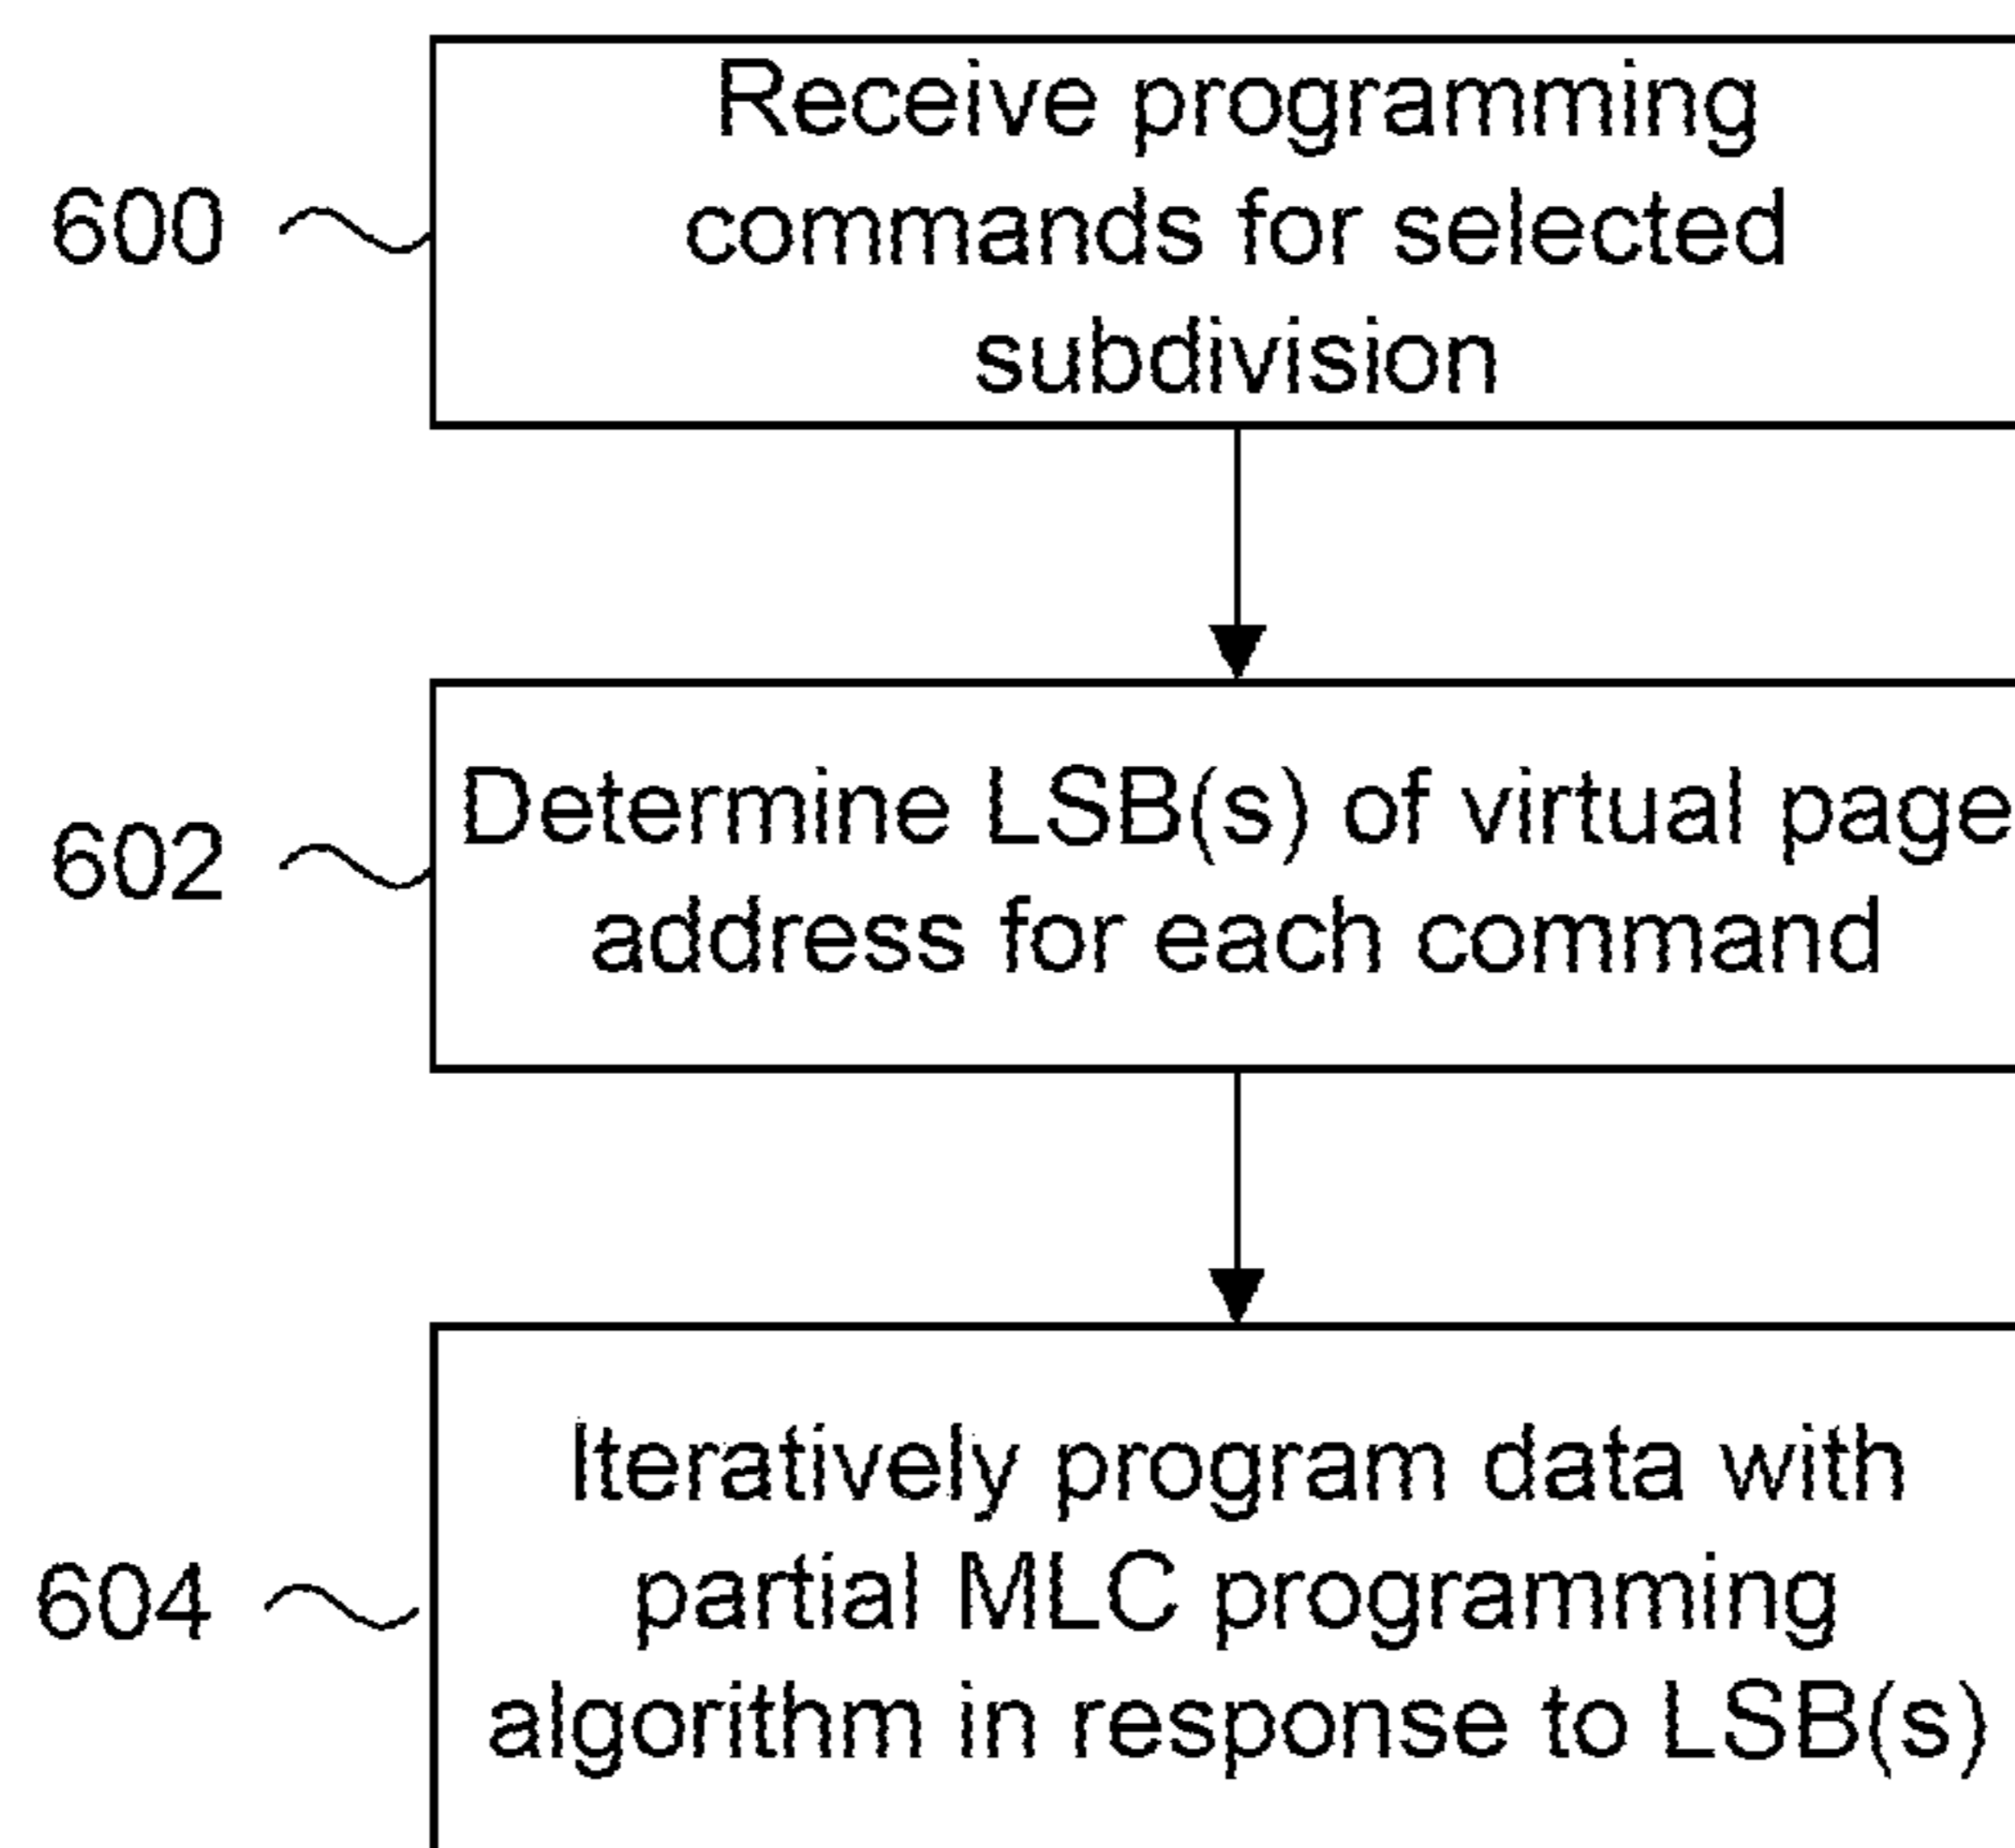 Receive programming
600 commands for selected
subdivision
Determine LSB(s) of virtual page
602
address for each command
Iteratively program data with
604 partial MLC programming
algorithm in response to LSB(s)